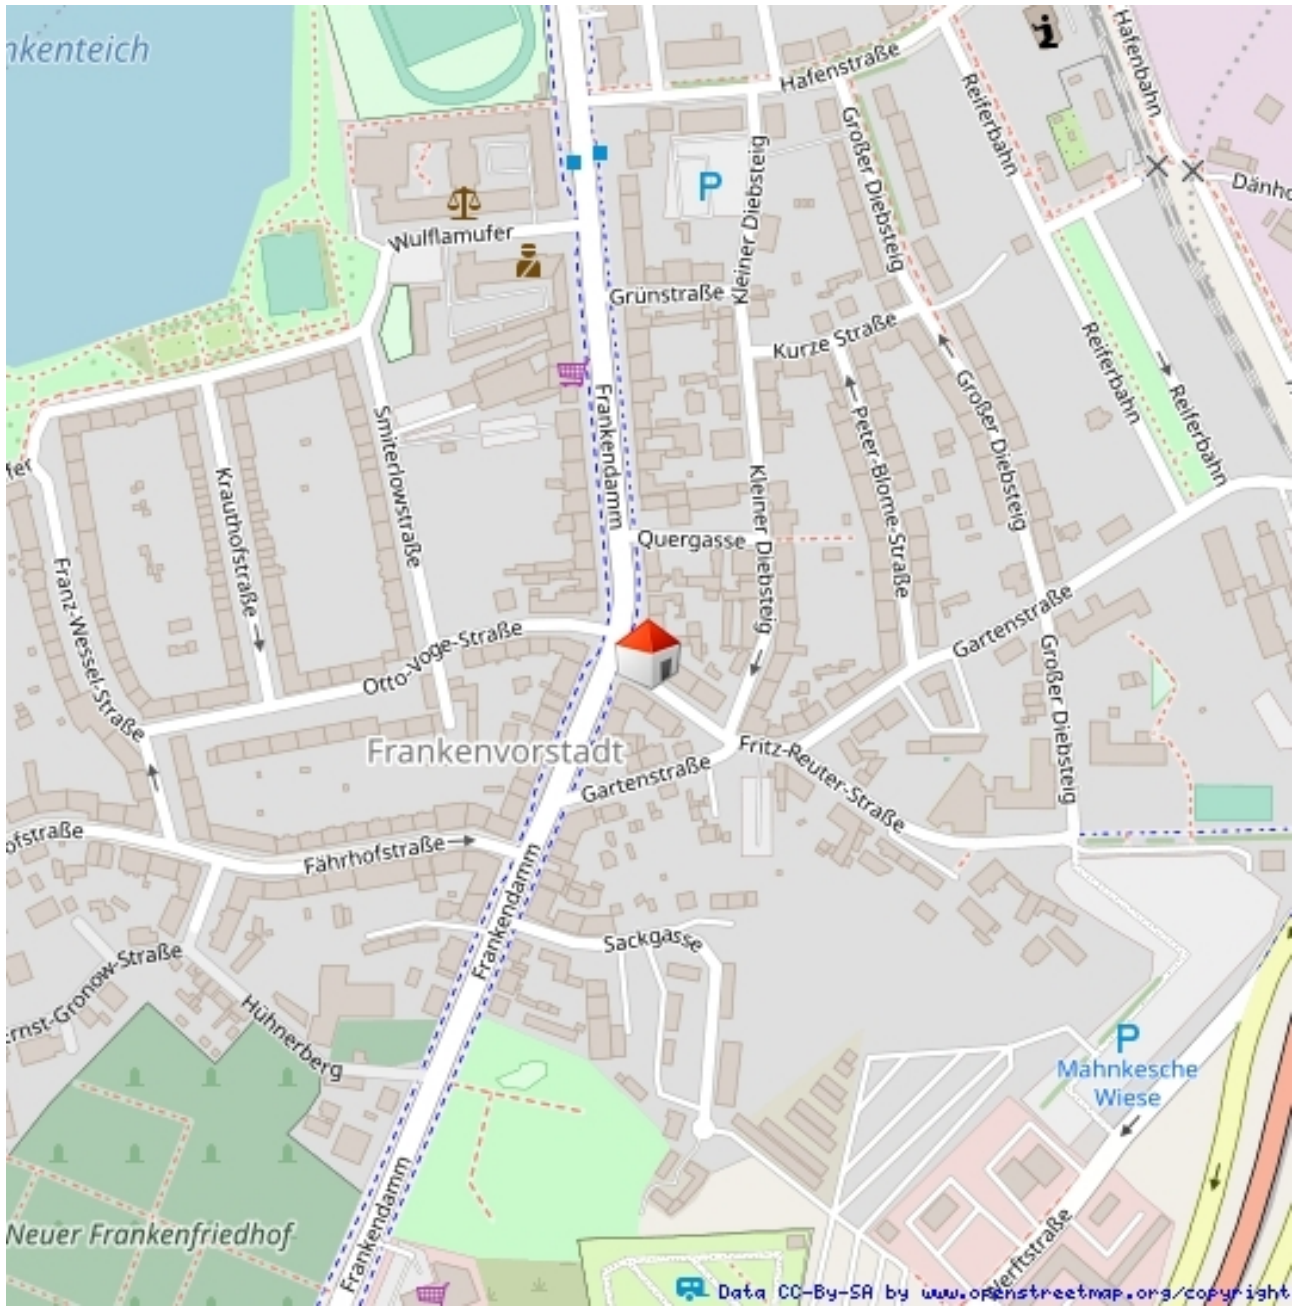 nkenteich
Hafenbahn
Hafenstraße
Reiferbahn
Großer Diebsteig
Kleiner Diebsteig
P
Wulflamufer
Grünstraße
Kurze Straße
Reiferbahn
Reiferbahn
Großer Diebsteig
Frankendamm
Smiterlowstraße
Peter-Blome-Straße
Krauthofstraße
Kleiner Diebsteig
Quergasse
Franz-Wessel-Straße
Otto-Voge-Straße
Gartenstraße
Großer Diebsteig
Frankenvorstadt
Fritz-Reuter-Straße
Gartenstraße
ofstraße
Fährhofstraße
Frankendamm
Sackgasse
Ernst-Gronow-Straße
Hühnerberg
P
Mahnkesche
Wiese
Frankendamm
Neuer Frankenfriedhof
Werftstraße
Data CC-By-SA by www.openstreetmap.org/copyright